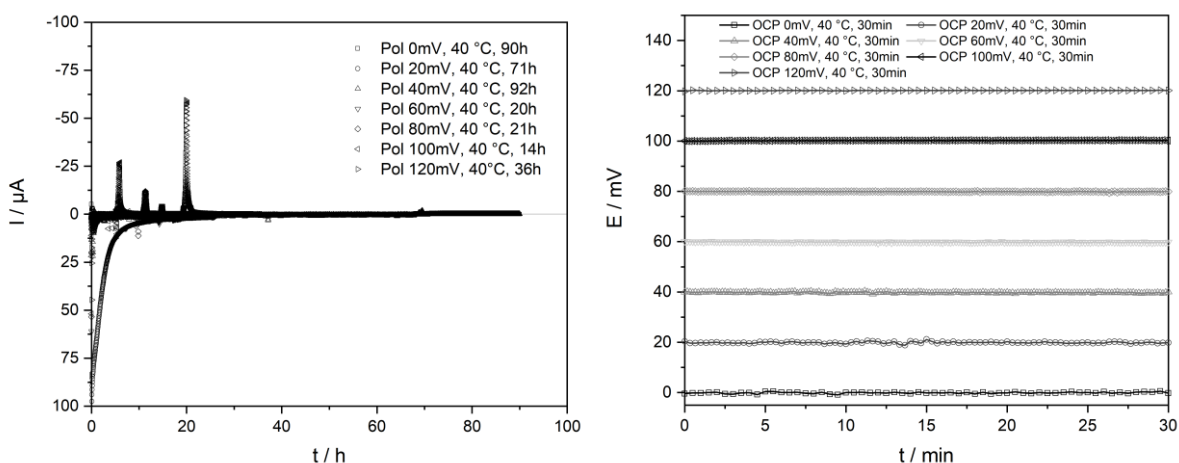 -100
-75
-50
-25
0
25
50
75
100
I / µA
0 20 40 60 80 100
t / h
Pol 0mV, 40 °C, 90h
Pol 20mV, 40 °C, 71h
Pol 40mV, 40 °C, 92h
Pol 60mV, 40 °C, 20h
Pol 80mV, 40 °C, 21h
Pol 100mV, 40 °C, 14h
Pol 120mV, 40°C, 36h
OCP 0mV, 40 °C, 30min OCP 20mV, 40 °C, 30min
OCP 40mV, 40 °C, 30min OCP 60mV, 40 °C, 30min
OCP 80mV, 40 °C, 30min OCP 100mV, 40 °C, 30min
OCP 120mV, 40 °C, 30min
140
120
100
80
60
40
20
0
E / mV
0 5 10 15 20 25 30
t / min